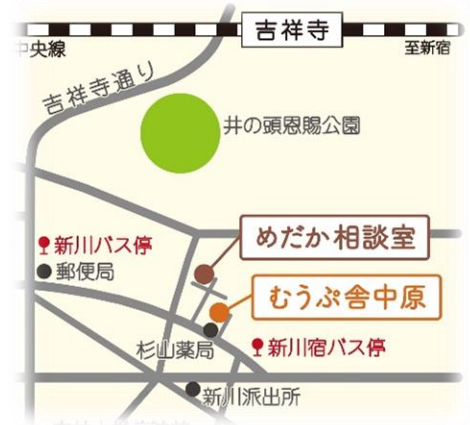 吉祥寺
中央線
至新宿
吉祥寺通り
井の頭恩賜公園
めだか相談室
新川バス停
郵便局
むうぷ舎中原
杉山薬局
新川宿バス停
新川派出所